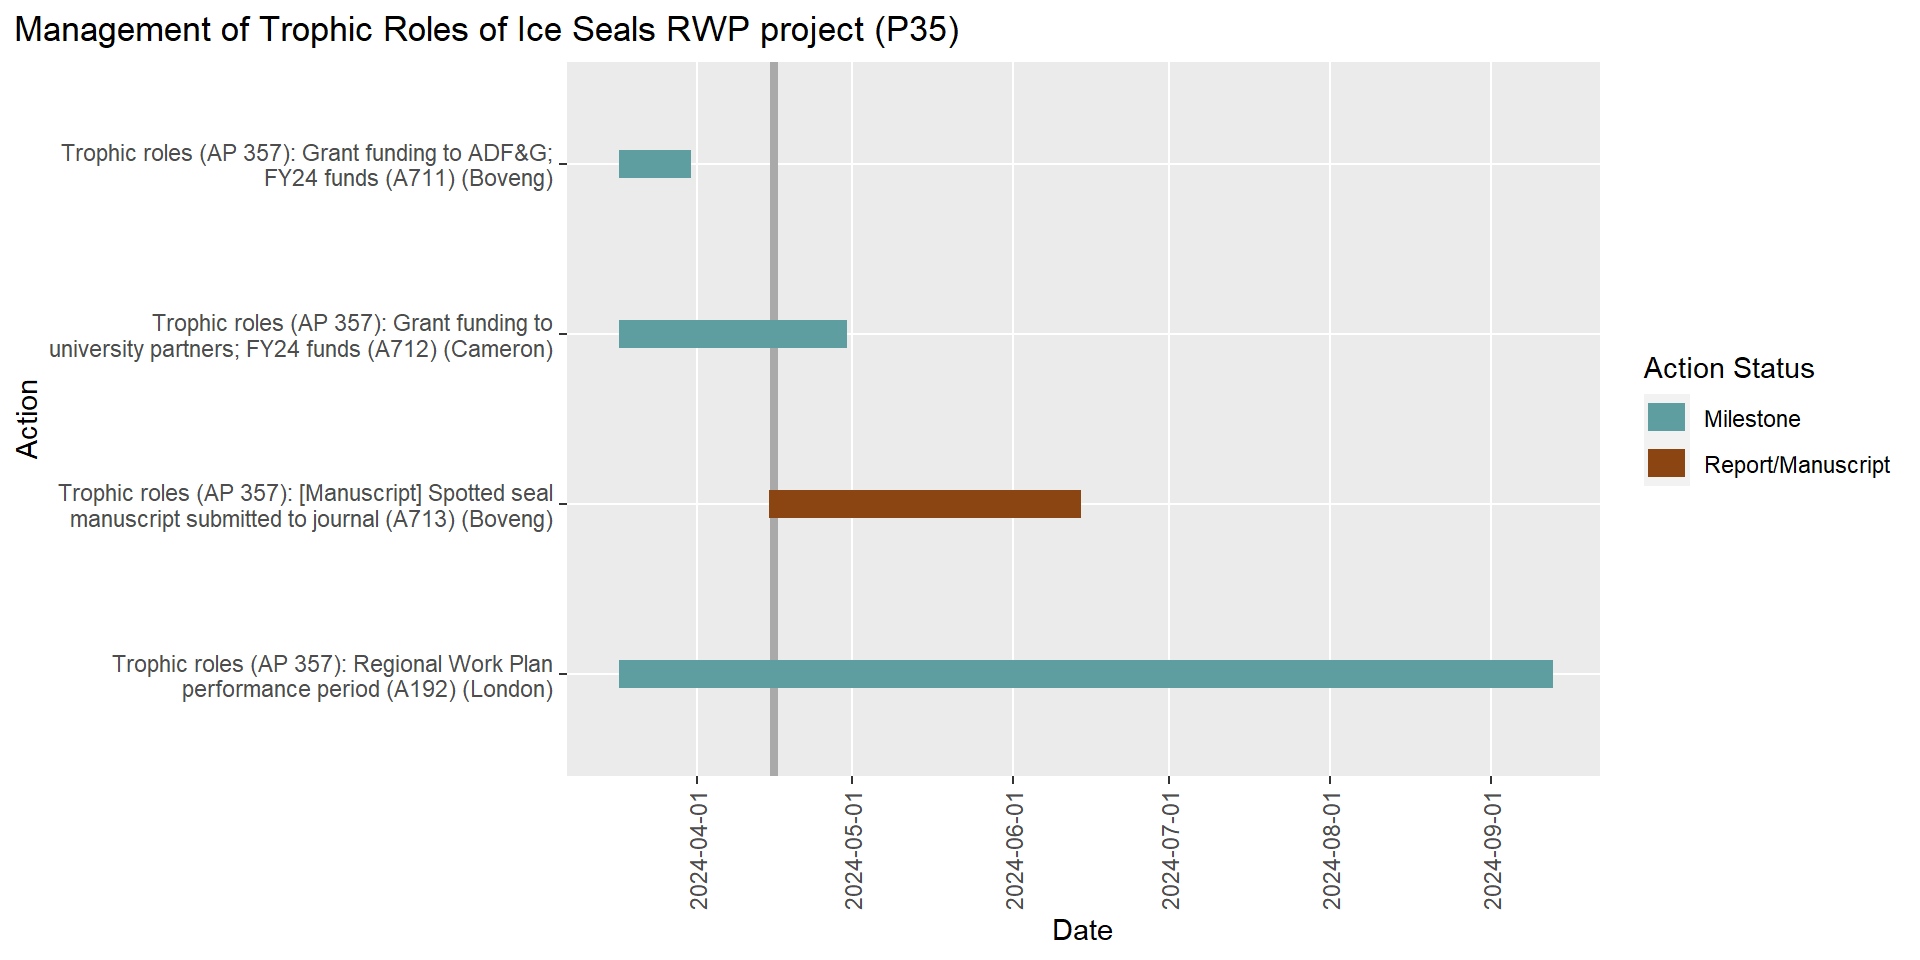 Management of Trophic Roles of Ice Seals RWP project (P35)
Action
Trophic roles (AP 357): Grant funding to ADF&G;
FY24 funds (A711) (Boveng)
Trophic roles (AP 357): Grant funding to
university partners; FY24 funds (A712) (Cameron)
Trophic roles (AP 357): [Manuscript] Spotted seal
manuscript submitted to journal (A713) (Boveng)
Trophic roles (AP 357): Regional Work Plan
performance period (A192) (London)
2024-04-01
2024-05-01
2024-06-01
2024-07-01
2024-08-01
2024-09-01
Date
Action Status
Milestone
Report/Manuscript